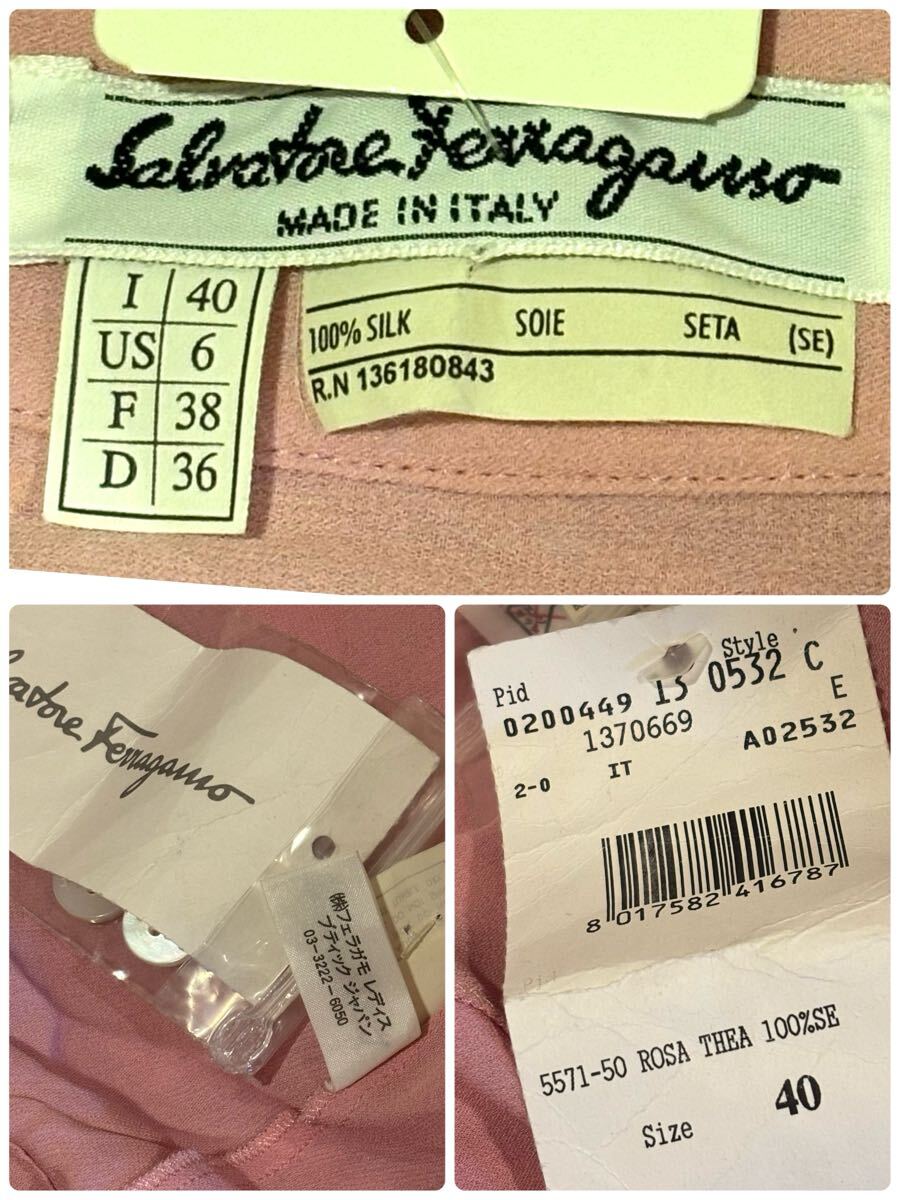 Salvatore Ferragamo
MADE IN ITALY
I 40
US 6
F 38
D 36
100% SILK SOIE SETA (SE)
R.N 136180843
Salvatore Ferragamo
㈱フェラガモ レディス
ブティック ジャパン
03-3222-6050
Pid Style
0200449 13 0532 C
1370669 E
2-0 IT A02532
8 017582 416787
Pid
5571-50 ROSA THEA 100%SE
Size 40